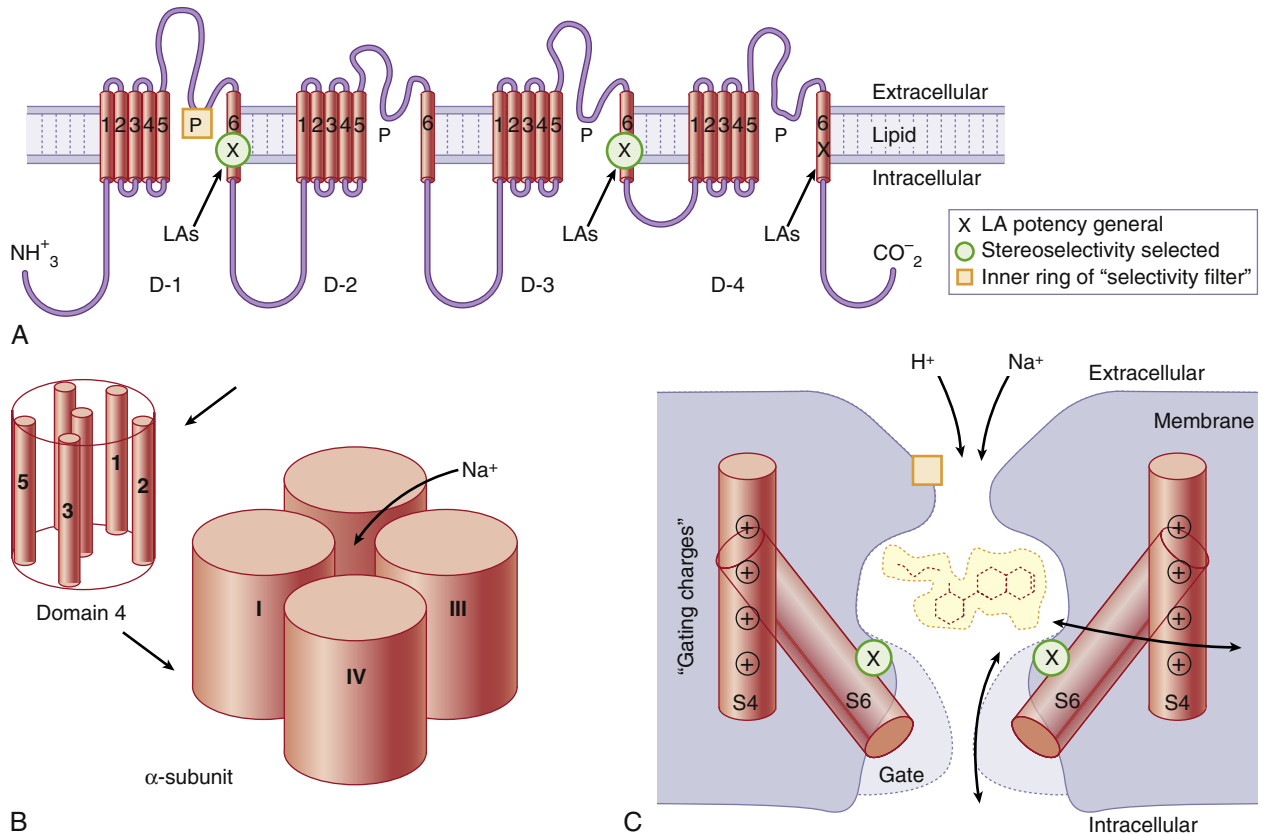 Extracellular
1 2 3 4 5 P 6 1 2 3 4 5 P 6 1 2 3 4 5 P 6 1 2 3 4 5 P 6
Lipid
X X X
Intracellular
LAs LAs LAs
NH+3 CO−2
D-1 D-2 D-3 D-4
X LA potency general
Stereoselectivity selected
Inner ring of “selectivity filter”
A
5 3 1 2
Domain 4
Na+
I III
IV
α-subunit
B
H+ Na+
Extracellular
Membrane
“Gating charges”
+ +
+ +
+ +
+ +
X X
S4 S6 S6 S4
Gate
Intracellular
C